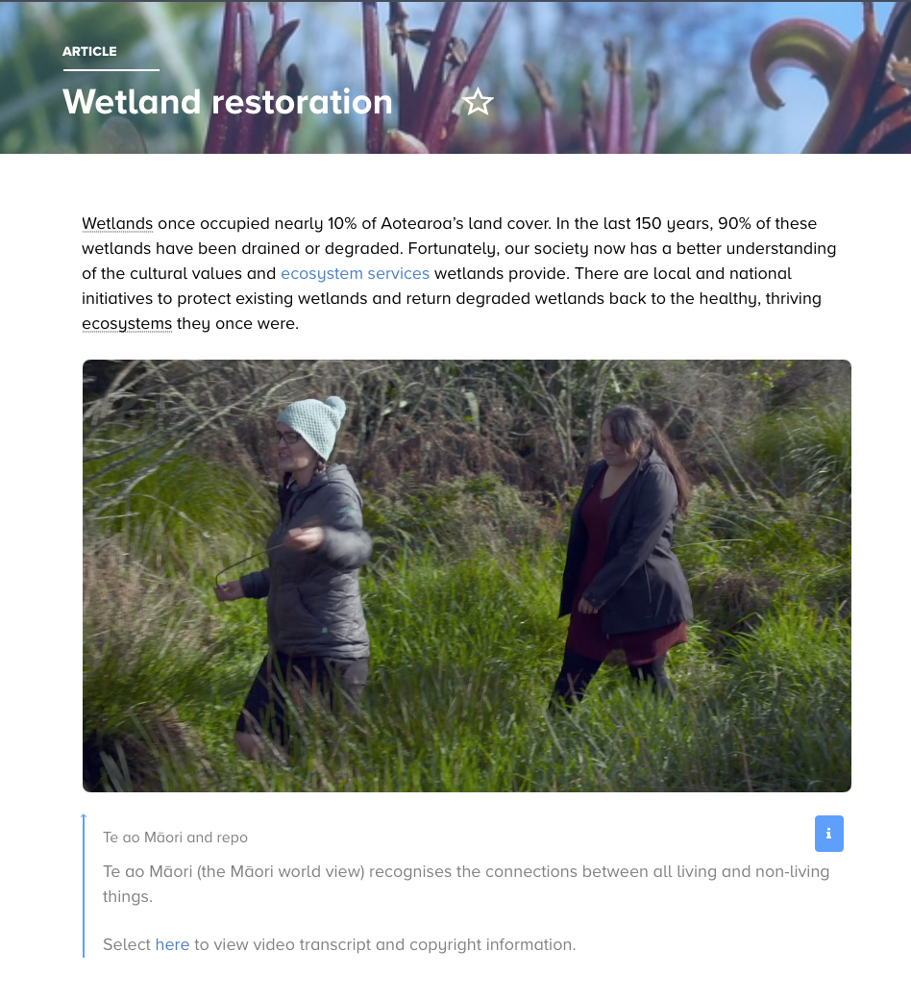 ARTICLE
Wetland restoration
Wetlands once occupied nearly 10% of Aotearoa’s land cover. In the last 150 years, 90% of these
wetlands have been drained or degraded. Fortunately, our society now has a better understanding
of the cultural values and ecosystem services wetlands provide. There are local and national
initiatives to protect existing wetlands and return degraded wetlands back to the healthy, thriving
ecosystems they once were.
Te ao Māori and repo
Te ao Māori (the Māori world view) recognises the connections between all living and non-living
things.
Select here to view video transcript and copyright information.